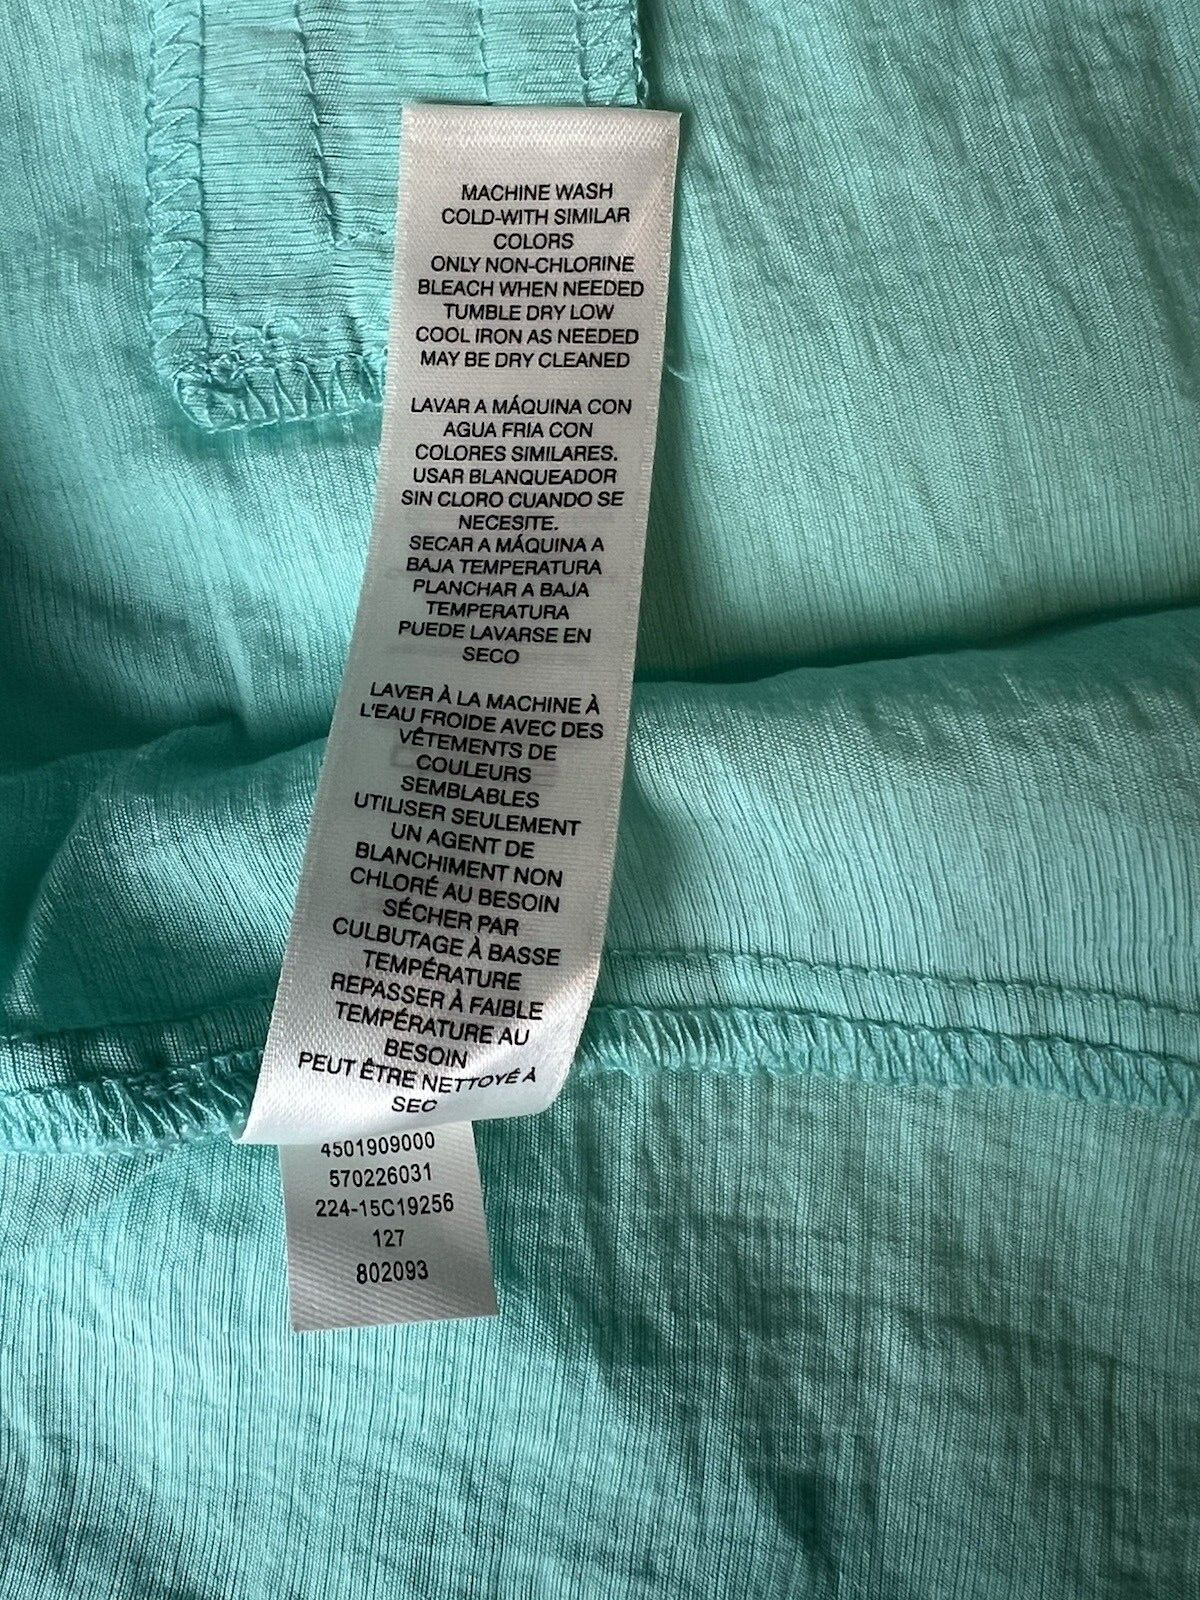 MACHINE WASH
COLD-WITH SIMILAR
COLORS
ONLY NON-CHLORINE
BLEACH WHEN NEEDED
TUMBLE DRY LOW
COOL IRON AS NEEDED
MAY BE DRY CLEANED
LAVAR A MÁQUINA CON
AGUA FRIA CON
COLORES SIMILARES.
USAR BLANQUEADOR
SIN CLORO CUANDO SE
NECESITE.
SECAR A MÁQUINA A
BAJA TEMPERATURA
PLANCHAR A BAJA
TEMPERATURA
PUEDE LAVARSE EN
SECO
LAVER À LA MACHINE À
L'EAU FROIDE AVEC DES
VÊTEMENTS DE
COULEURS
SEMBLABLES
UTILISER SEULEMENT
UN AGENT DE
BLANCHIMENT NON
CHLORÉ AU BESOIN
SÉCHER PAR
CULBUTAGE À BASSE
TEMPÉRATURE
REPASSER À FAIBLE
TEMPÉRATURE AU
BESOIN
PEUT ÊTRE NETTOYÉ À
SEC
4501909000
570226031
224-15C19256
127
802093